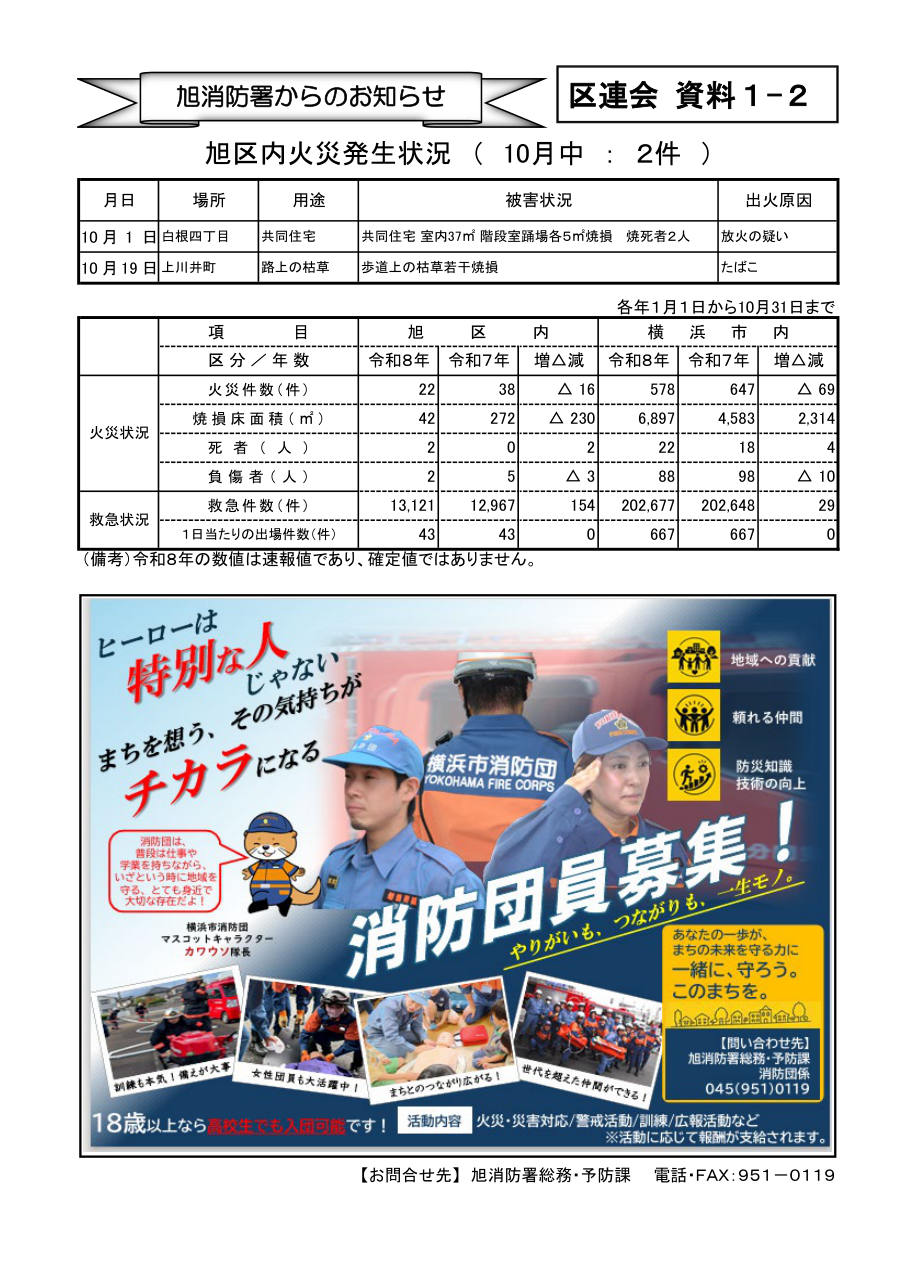 旭消防署からのお知らせ
区連会 資料１-２
旭区内火災発生状況 （ 10月中 ： ２件 ）
月日 場所 用途 被害状況 出火原因
10月 1 日 白根四丁目 共同住宅 共同住宅 室内37㎡ 階段室踊場各５㎡焼損 焼死者２人 放火の疑い
10月19日 上川井町 路上の枯草 歩道上の枯草若干焼損 たばこ
各年１月１日から10月31日まで
項 目 旭 区 内 横 浜 市 内
区分／年数 令和８年 令和７年 増△減 令和８年 令和７年 増△減
火災状況
火災件数（件） 22 38 △ 16 578 647 △ 69
焼損床面積（㎡） 42 272 △ 230 6,897 4,583 2,314
死者（人） 2 0 2 22 18 4
負傷者（人） 2 5 △ 3 88 98 △ 10
救急状況
救急件数（件） 13,121 12,967 154 202,677 202,648 29
１日当たりの出場件数（件） 43 43 0 667 667 0
（備考）令和８年の数値は速報値であり、確定値ではありません。
ヒーローは
特別な人
じゃない
まちを想う、その気持ちが
チカラになる
地域への貢献
頼れる仲間
防災知識
技術の向上
横浜市消防団
YOKOHAMA FIRE CORPS
消防団は、
普段は仕事や
学業を持ちながら、
いざという時に地域を
守る、とても身近で
大切な存在だよ！
横浜市消防団
マスコットキャラクター
カワウソ隊長
消防団員募集！
やりがいも、つながりも、一生モノ。
あなたの一歩が、
まちの未来を守る力に
一緒に、守ろう。
このまちを。
【問い合わせ先】
旭消防署総務・予防課
消防団係
045(951)0119
訓練も本気！備えが大事
女性団員も大活躍中！
まちとのつながり広がる！
世代を超えた仲間ができる！
18歳以上なら高校生でも入団可能です！
活動内容 火災・災害対応/警戒活動/訓練/広報活動など
※活動に応じて報酬が支給されます。
【お問合せ先】旭消防署総務・予防課 電話・FAX：951－0119